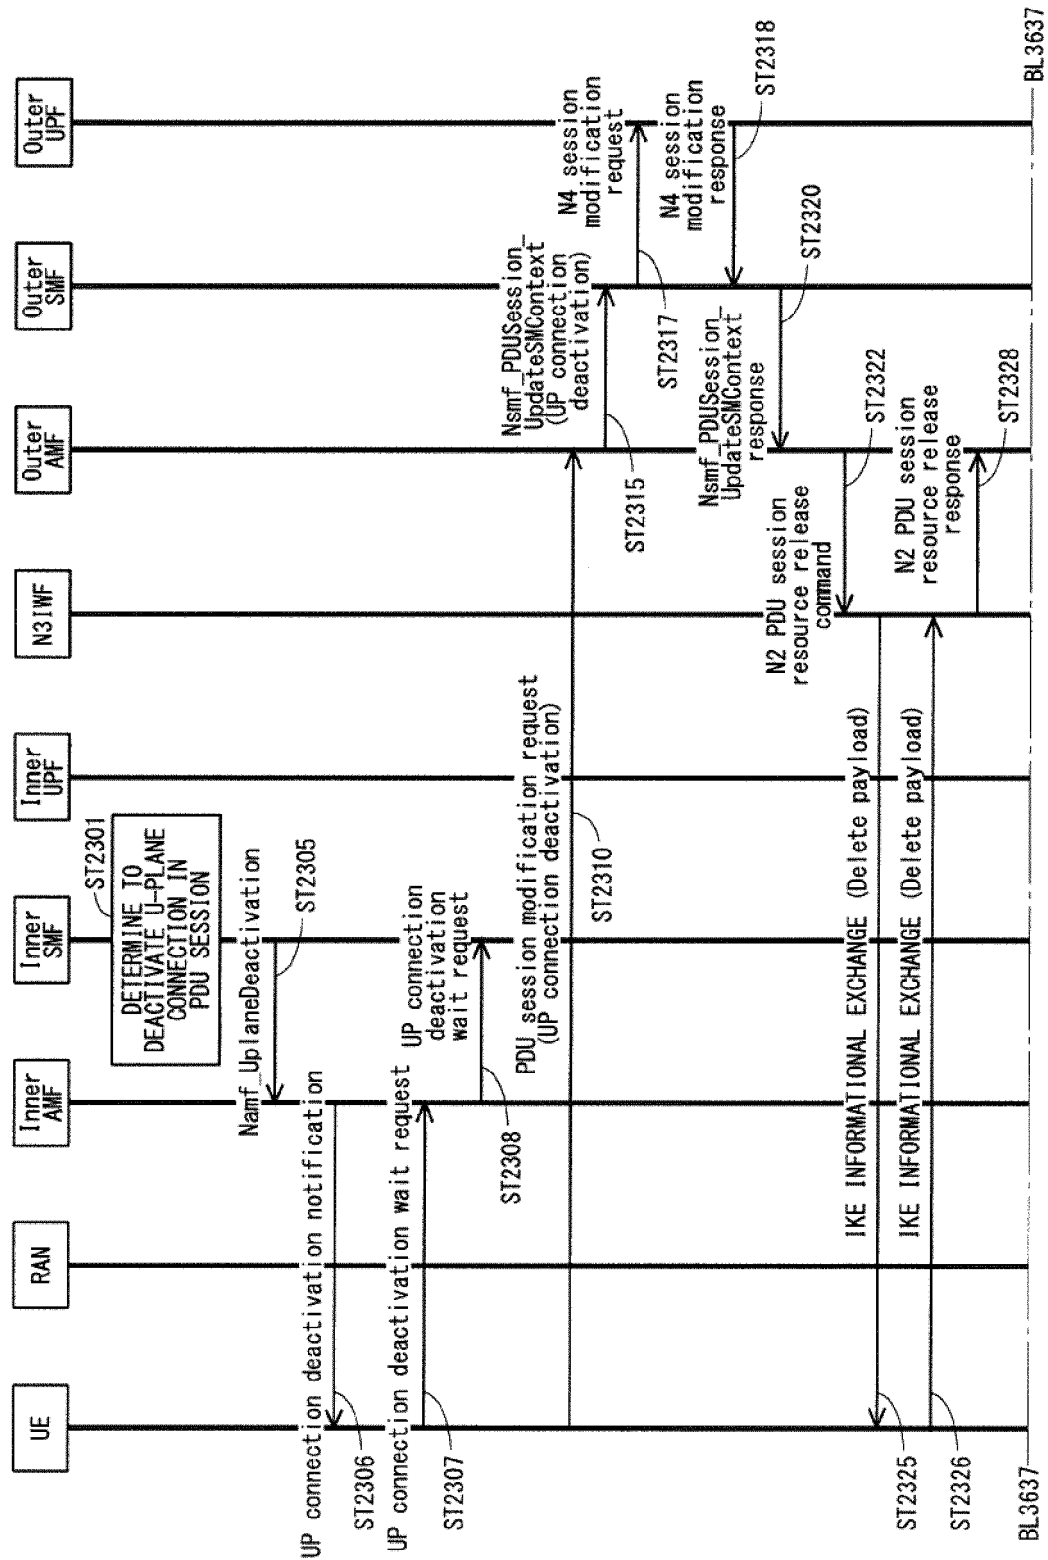 UE
RAN
Inner
AMF
Inner
SMF
Inner
UPF
N3IWF
Outer
AMF
Outer
SMF
Outer
UPF
ST2301
DETERMINE TO
DEACTIVATE U-PLANE
CONNECTION IN
PDU SESSION
Namf_UplaneDeactivation
ST2305
UP connection deactivation notification
ST2306
UP connection deactivation wait request
ST2307
UP connection
deactivation
wait request
ST2308
PDU session modification request
(UP connection deactivation)
ST2310
Nsmf_PDUSession_
UpdateSMContext
(UP connection
deactivation)
ST2315
N4 session
modification
request
ST2317
N4 session
modification
response
ST2318
Nsmf_PDUSession_
UpdateSMContext
response
ST2320
N2 PDU session
resource release
command
ST2322
IKE INFORMATIONAL EXCHANGE (Delete payload)
ST2325
IKE INFORMATIONAL EXCHANGE (Delete payload)
ST2326
N2 PDU session
resource release
response
ST2328
BL3637
BL3637